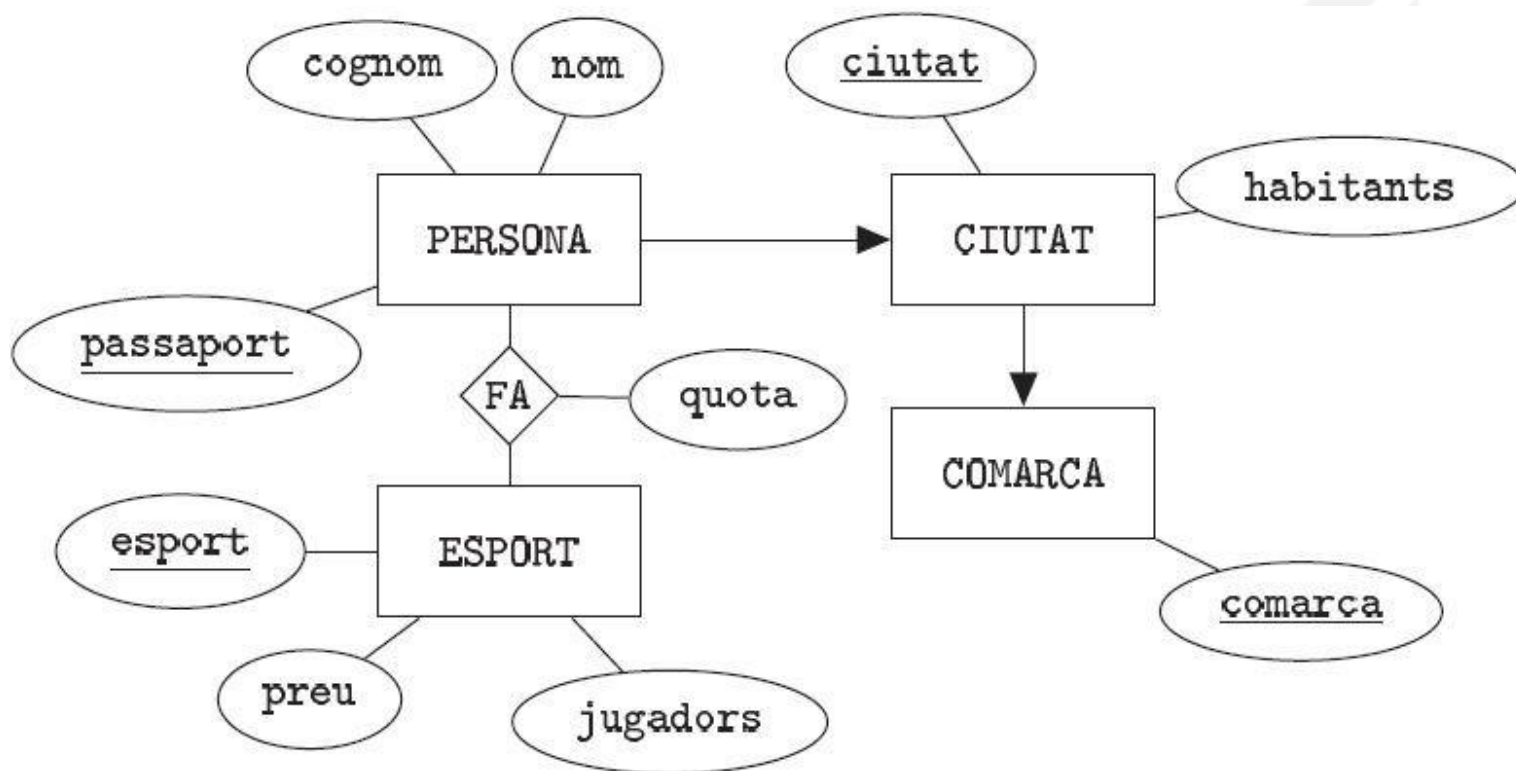 cognom
nom
ciutat
habitants
PERSONA
CIUTAT
passaport
FA
quota
COMARCA
esport
ESPORT
comarca
preu
jugadors